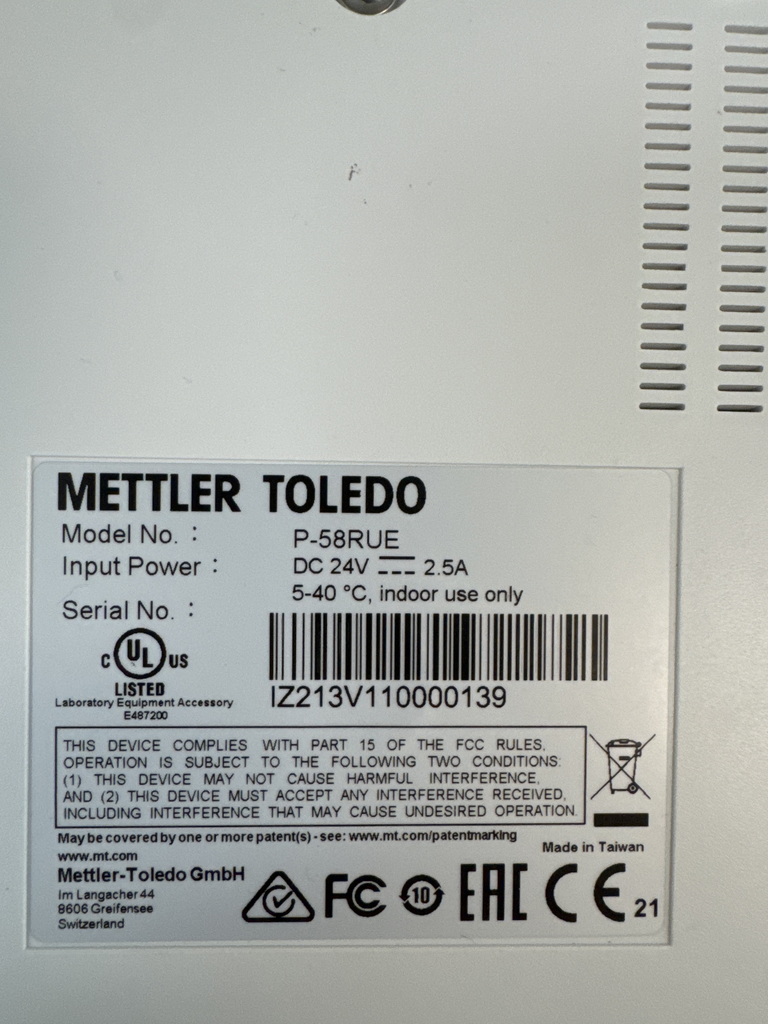 METTLER TOLEDO
Model No. : P-58RUE
Input Power : DC 24V 2.5A
5-40 °C, indoor use only
Serial No. :
IZ213V110000139
C UL US
LISTED
Laboratory Equipment Accessory
E487200
THIS DEVICE COMPLIES WITH PART 15 OF THE FCC RULES.
OPERATION IS SUBJECT TO THE FOLLOWING TWO CONDITIONS:
(1) THIS DEVICE MAY NOT CAUSE HARMFUL INTERFERENCE,
AND (2) THIS DEVICE MUST ACCEPT ANY INTERFERENCE RECEIVED,
INCLUDING INTERFERENCE THAT MAY CAUSE UNDESIRED OPERATION.
May be covered by one or more patent(s) - see: www.mt.com/patentmarking
www.mt.com
Made in Taiwan
Mettler-Toledo GmbH
Im Langacher 44
8606 Greifensee
Switzerland
FC 10 EAC CE 21